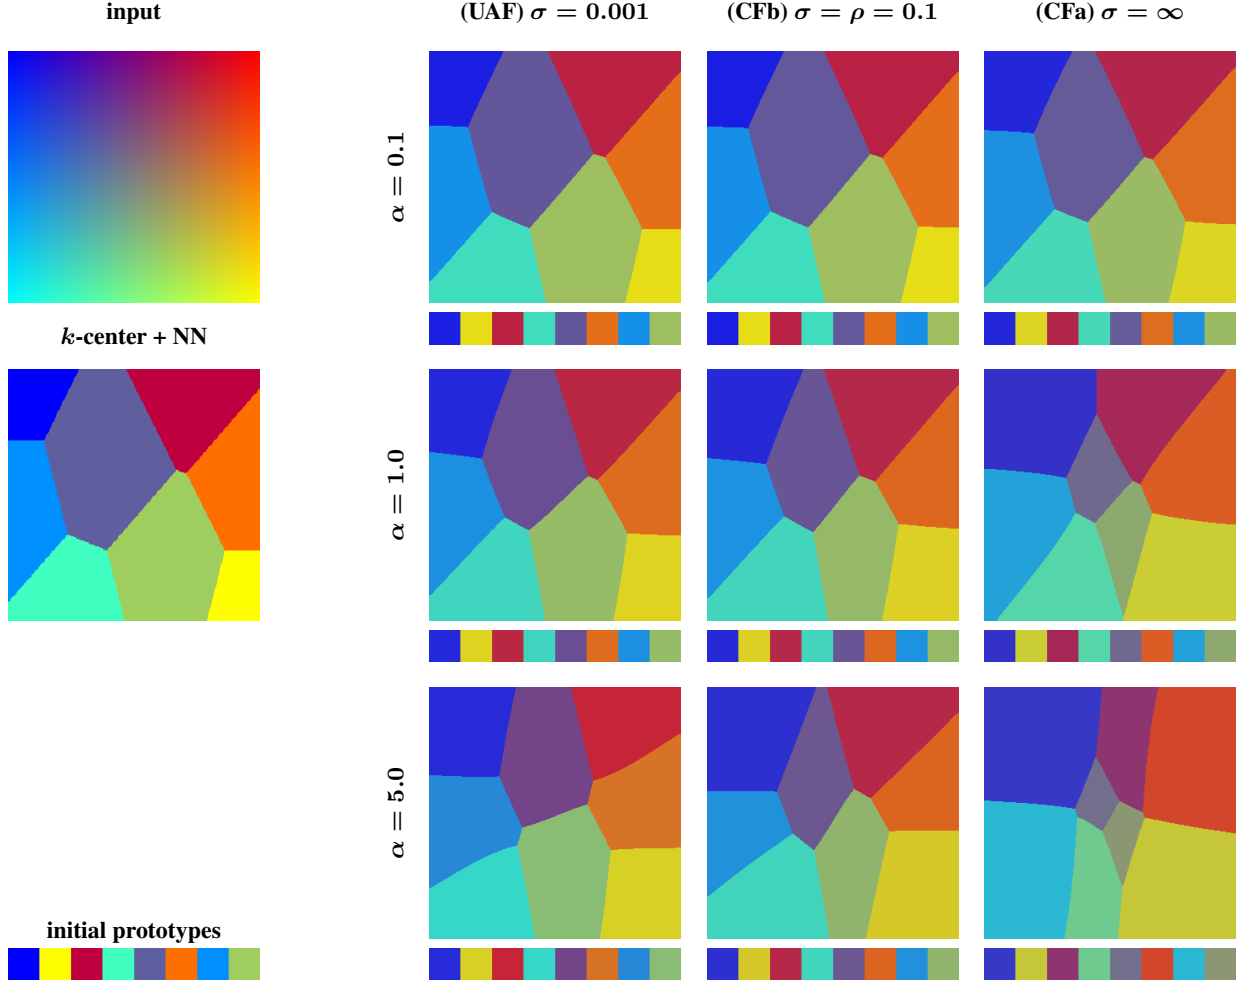 input
(UAF) σ = 0.001
(CFb) σ = ρ = 0.1
(CFa) σ = ∞
α = 0.1
k-center + NN
α = 1.0
α = 5.0
initial prototypes